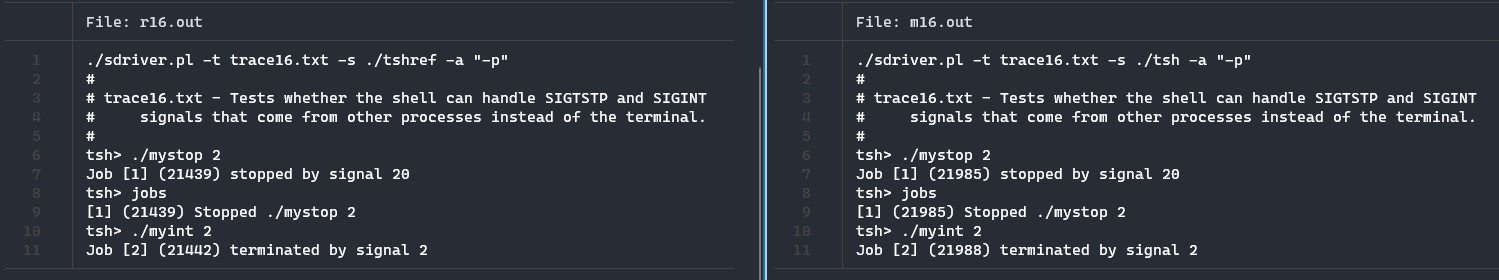 File: r16.out
1 ./sdriver.pl -t trace16.txt -s ./tshref -a "-p"
2 #
3 # trace16.txt - Tests whether the shell can handle SIGTSTP and SIGINT
4 #     signals that come from other processes instead of the terminal.
5 #
6 tsh> ./mystop 2
7 Job [1] (21439) stopped by signal 20
8 tsh> jobs
9 [1] (21439) Stopped ./mystop 2
10 tsh> ./myint 2
11 Job [2] (21442) terminated by signal 2
File: m16.out
1 ./sdriver.pl -t trace16.txt -s ./tsh -a "-p"
2 #
3 # trace16.txt - Tests whether the shell can handle SIGTSTP and SIGINT
4 #     signals that come from other processes instead of the terminal.
5 #
6 tsh> ./mystop 2
7 Job [1] (21985) stopped by signal 20
8 tsh> jobs
9 [1] (21985) Stopped ./mystop 2
10 tsh> ./myint 2
11 Job [2] (21988) terminated by signal 2